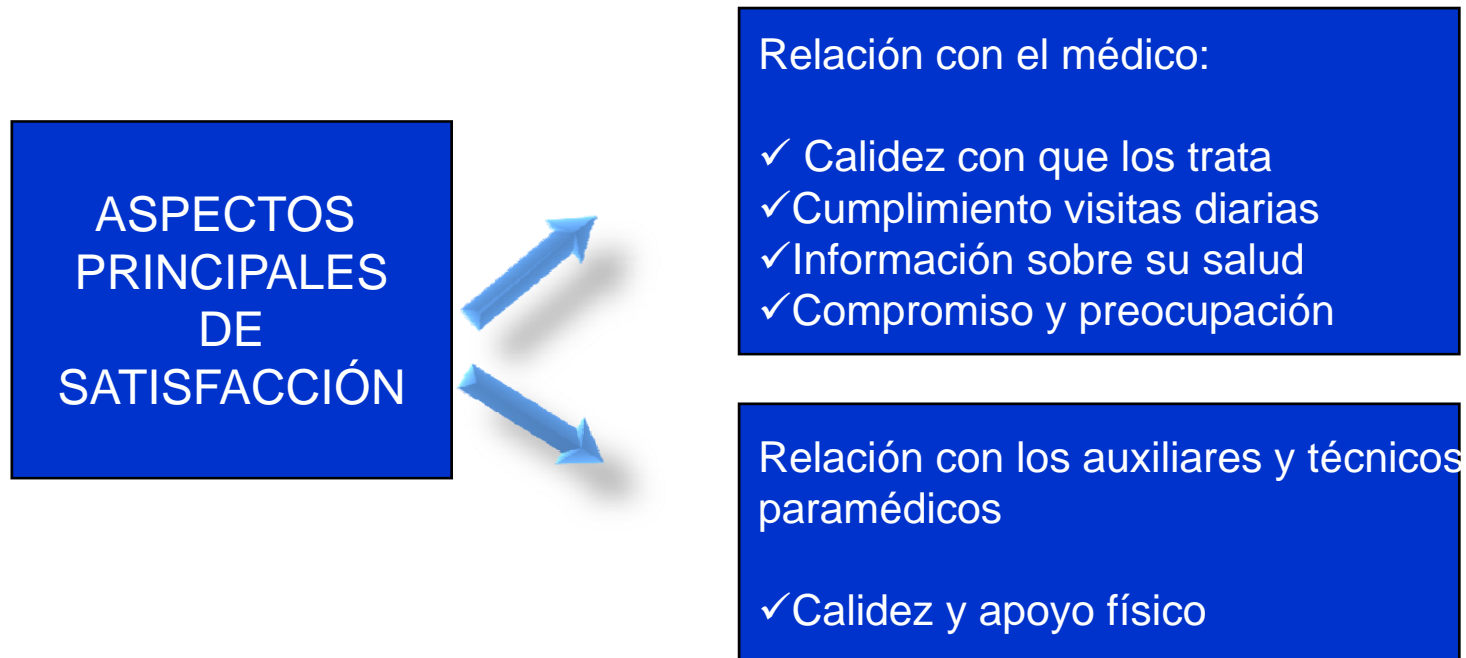 ASPECTOS
PRINCIPALES
DE
SATISFACCIÓN
Relación con el médico:
✓ Calidez con que los trata
✓Cumplimiento visitas diarias
✓Información sobre su salud
✓Compromiso y preocupación
Relación con los auxiliares y técnicos
paramédicos
✓Calidez y apoyo físico